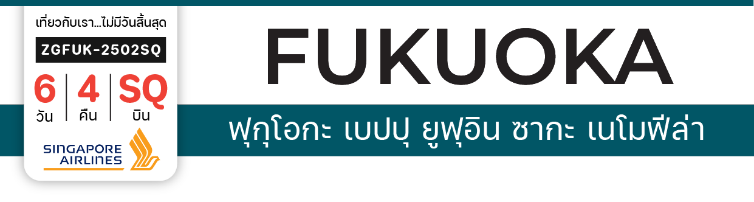 เที่ยวกับเรา...ไม่มีวันสิ้นสุด
ZGFUK-2502SQ
6 4 SQ
วัน คืน บิน
SINGAPORE
AIRLINES
FUKUOKA
ฟุกุโอกะ เบปปุ ยูฟุอิน ซากะ เนโมฟีล่า